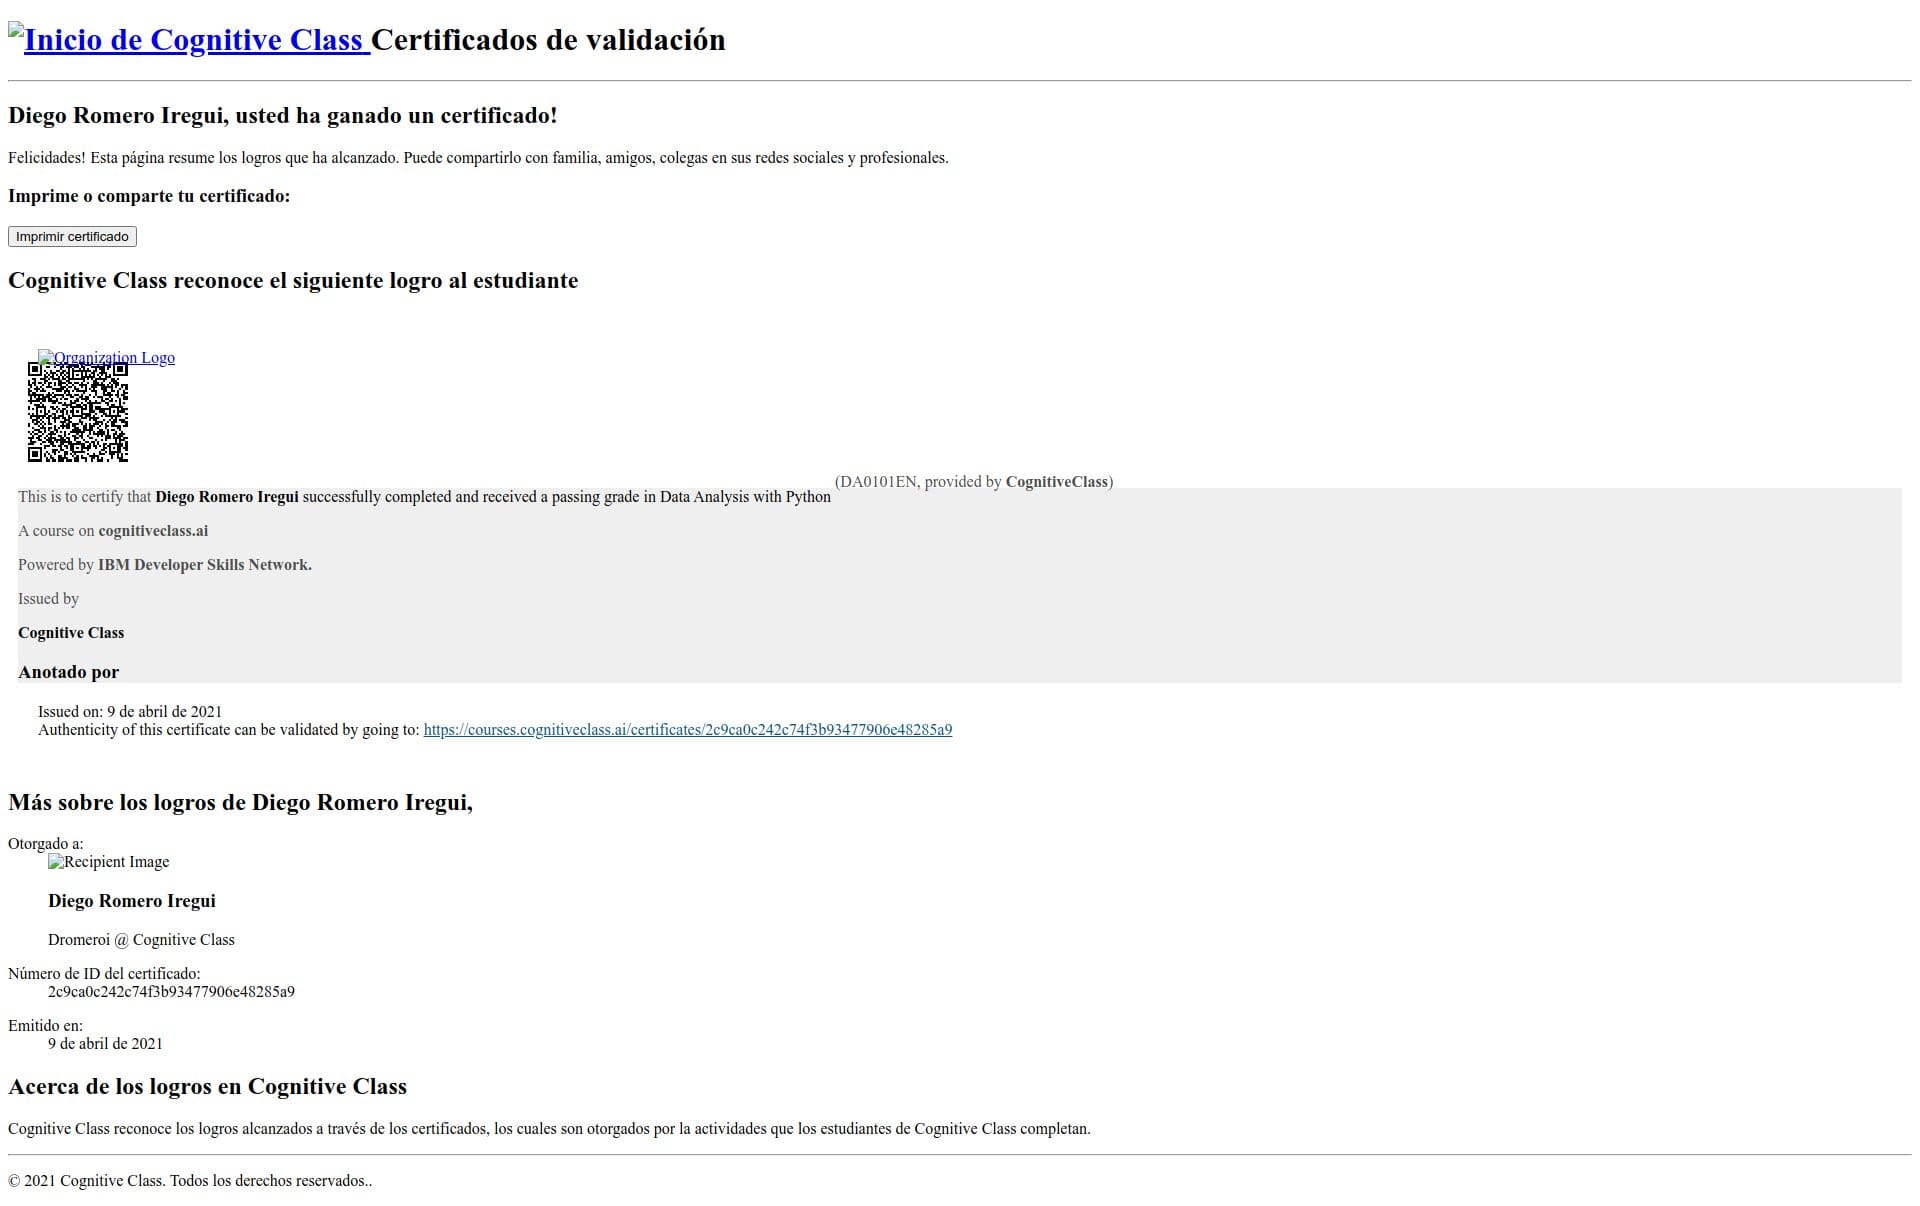 Inicio de Cognitive Class Certificados de validación
Diego Romero Iregui, usted ha ganado un certificado!
Felicidades! Esta página resume los logros que ha alcanzado. Puede compartirlo con familia, amigos, colegas en sus redes sociales y profesionales.
Imprime o comparte tu certificado:
Imprimir certificado
Cognitive Class reconoce el siguiente logro al estudiante
Organization Logo
(DA0101EN, provided by CognitiveClass)
This is to certify that Diego Romero Iregui successfully completed and received a passing grade in Data Analysis with Python
A course on cognitiveclass.ai
Powered by IBM Developer Skills Network.
Issued by
Cognitive Class
Anotado por
Issued on: 9 de abril de 2021
Authenticity of this certificate can be validated by going to: https://courses.cognitiveclass.ai/certificates/2c9ca0c242c74f3b93477906e48285a9
Más sobre los logros de Diego Romero Iregui,
Otorgado a:
Recipient Image
Diego Romero Iregui
Dromeroi @ Cognitive Class
Número de ID del certificado:
2c9ca0c242c74f3b93477906e48285a9
Emitido en:
9 de abril de 2021
Acerca de los logros en Cognitive Class
Cognitive Class reconoce los logros alcanzados a través de los certificados, los cuales son otorgados por la actividades que los estudiantes de Cognitive Class completan.
© 2021 Cognitive Class. Todos los derechos reservados..